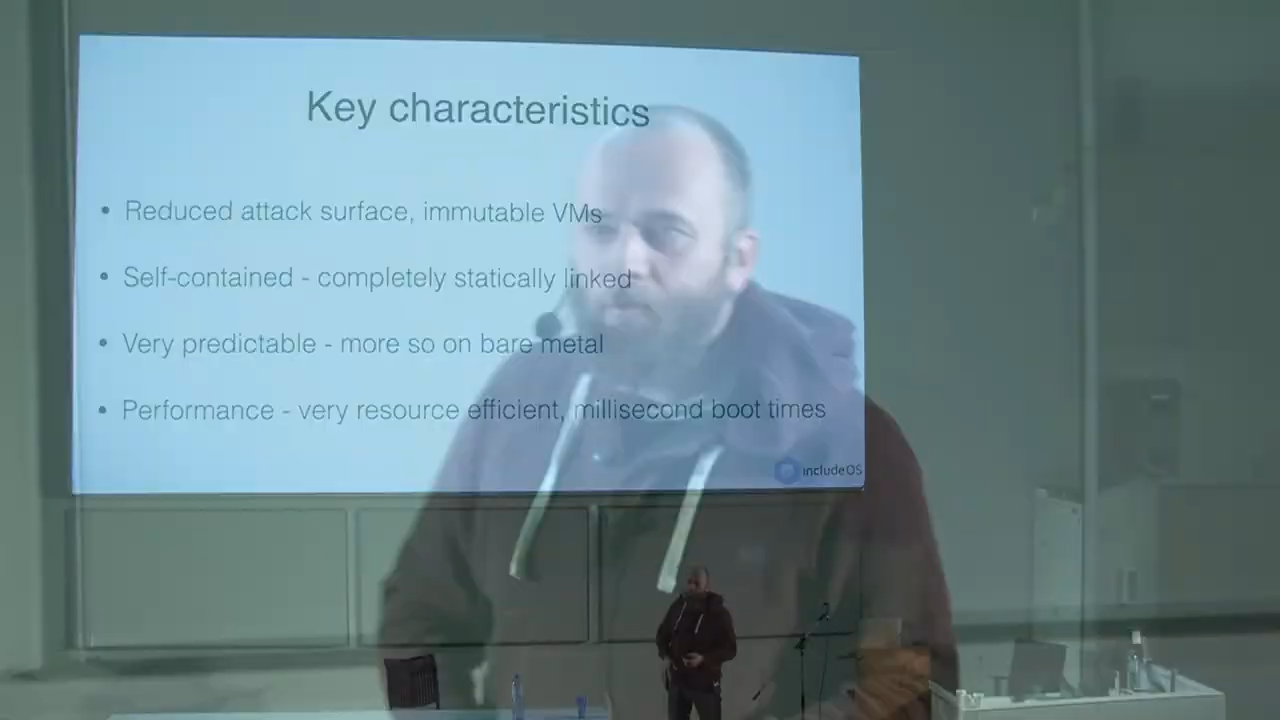 Key characteristics
• Reduced attack surface, immutable VMs
• Self-contained - completely statically linked
• Very predictable - more so on bare metal
• Performance - very resource efficient, millisecond boot times
includeOS